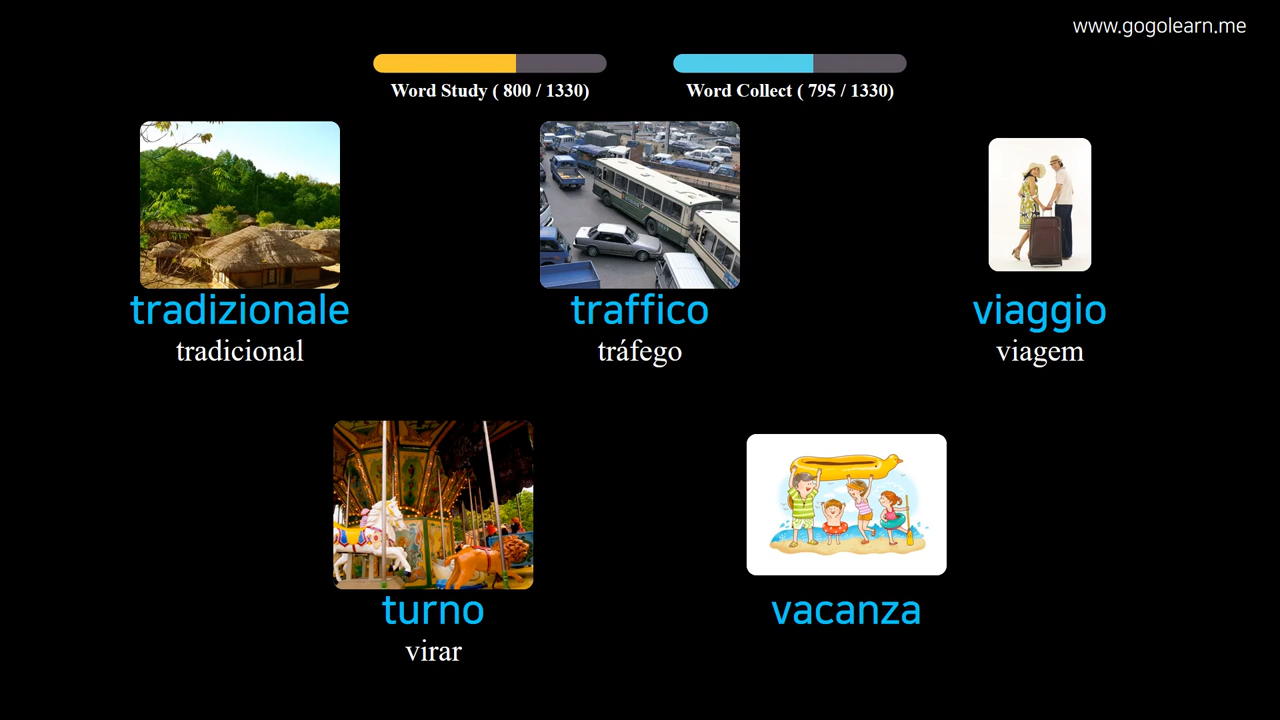 www.gogolearn.me
Word Study ( 800 / 1330)
Word Collect ( 795 / 1330)
tradizionale
tradicional
traffico
tráfego
viaggio
viagem
turno
virar
vacanza